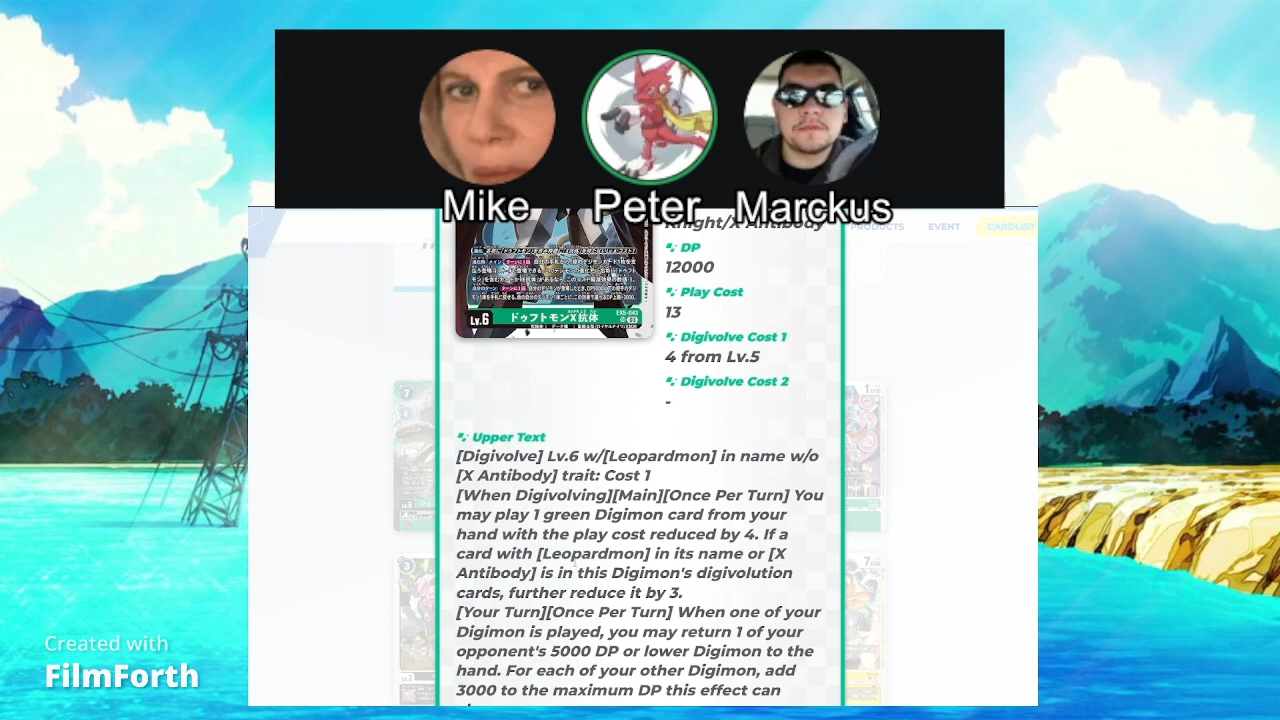 Mike Peter Marckus
Knight/X Antibody
PRODUCTS EVENT CARDLIST
DP
12000
Play Cost
13
Digivolve Cost 1
4 from Lv.5
Digivolve Cost 2
-
Lv.6 ドゥフトモンX抗体 EX5-043
Upper Text
[Digivolve] Lv.6 w/[Leopardmon] in name w/o
[X Antibody] trait: Cost 1
[When Digivolving][Main][Once Per Turn] You
may play 1 green Digimon card from your
hand with the play cost reduced by 4. If a
card with [Leopardmon] in its name or [X
Antibody] is in this Digimon's digivolution
cards, further reduce it by 3.
[Your Turn][Once Per Turn] When one of your
Digimon is played, you may return 1 of your
opponent's 5000 DP or lower Digimon to the
hand. For each of your other Digimon, add
3000 to the maximum DP this effect can
Created with
FilmForth